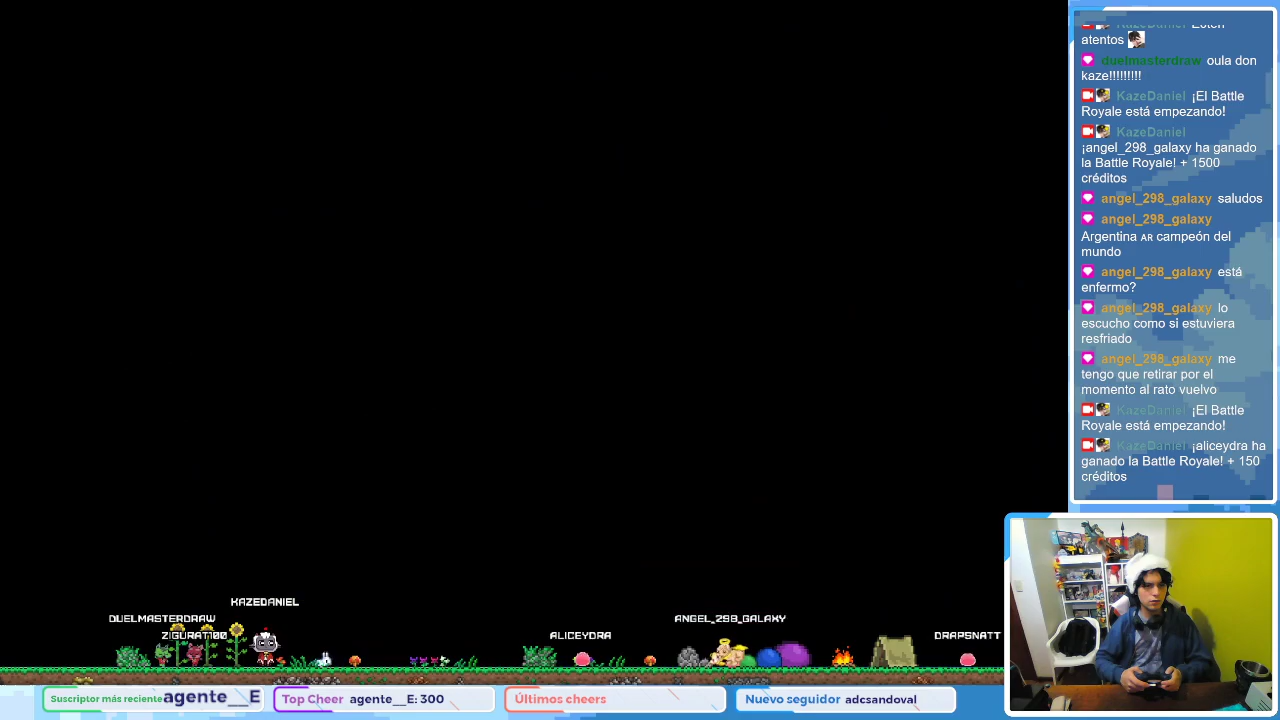 atentos
duelmasterdraw oula don
kaze!!!!!!!!!
KazeDaniel ¡El Battle
Royale está empezando!
KazeDaniel
¡angel_298_galaxy ha ganado
la Battle Royale! + 1500
créditos
angel_298_galaxy saludos
angel_298_galaxy
Argentina AR campeón del
mundo
angel_298_galaxy está
enfermo?
angel_298_galaxy lo
escucho como si estuviera
resfriado
angel_298_galaxy me
tengo que retirar por el
momento al rato vuelvo
KazeDaniel ¡El Battle
Royale está empezando!
KazeDaniel ¡aliceydra ha
ganado la Battle Royale! + 150
créditos
KAZEDANIEL
DUELMASTERDRAW
ANGEL_298_GALAXY
ZIGURAT100
ALICEYDRA
DRAPSNATT
Suscriptor más reciente agente__E
Top Cheer agente__E: 300
Últimos cheers
Nuevo seguidor adcsandoval